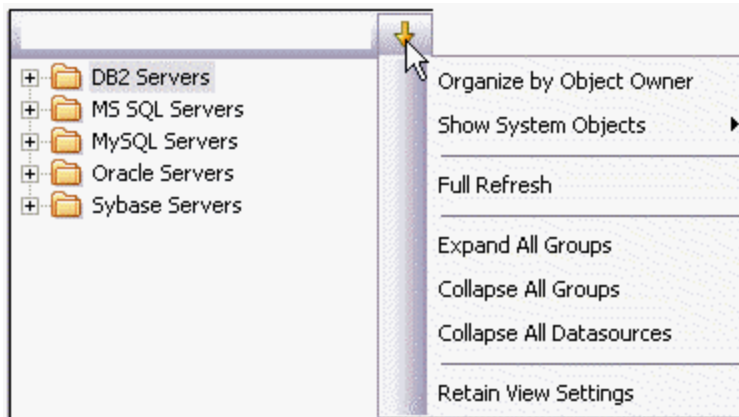 DB2 Servers
MS SQL Servers
MySQL Servers
Oracle Servers
Sybase Servers
Organize by Object Owner
Show System Objects
Full Refresh
Expand All Groups
Collapse All Groups
Collapse All Datasources
Retain View Settings